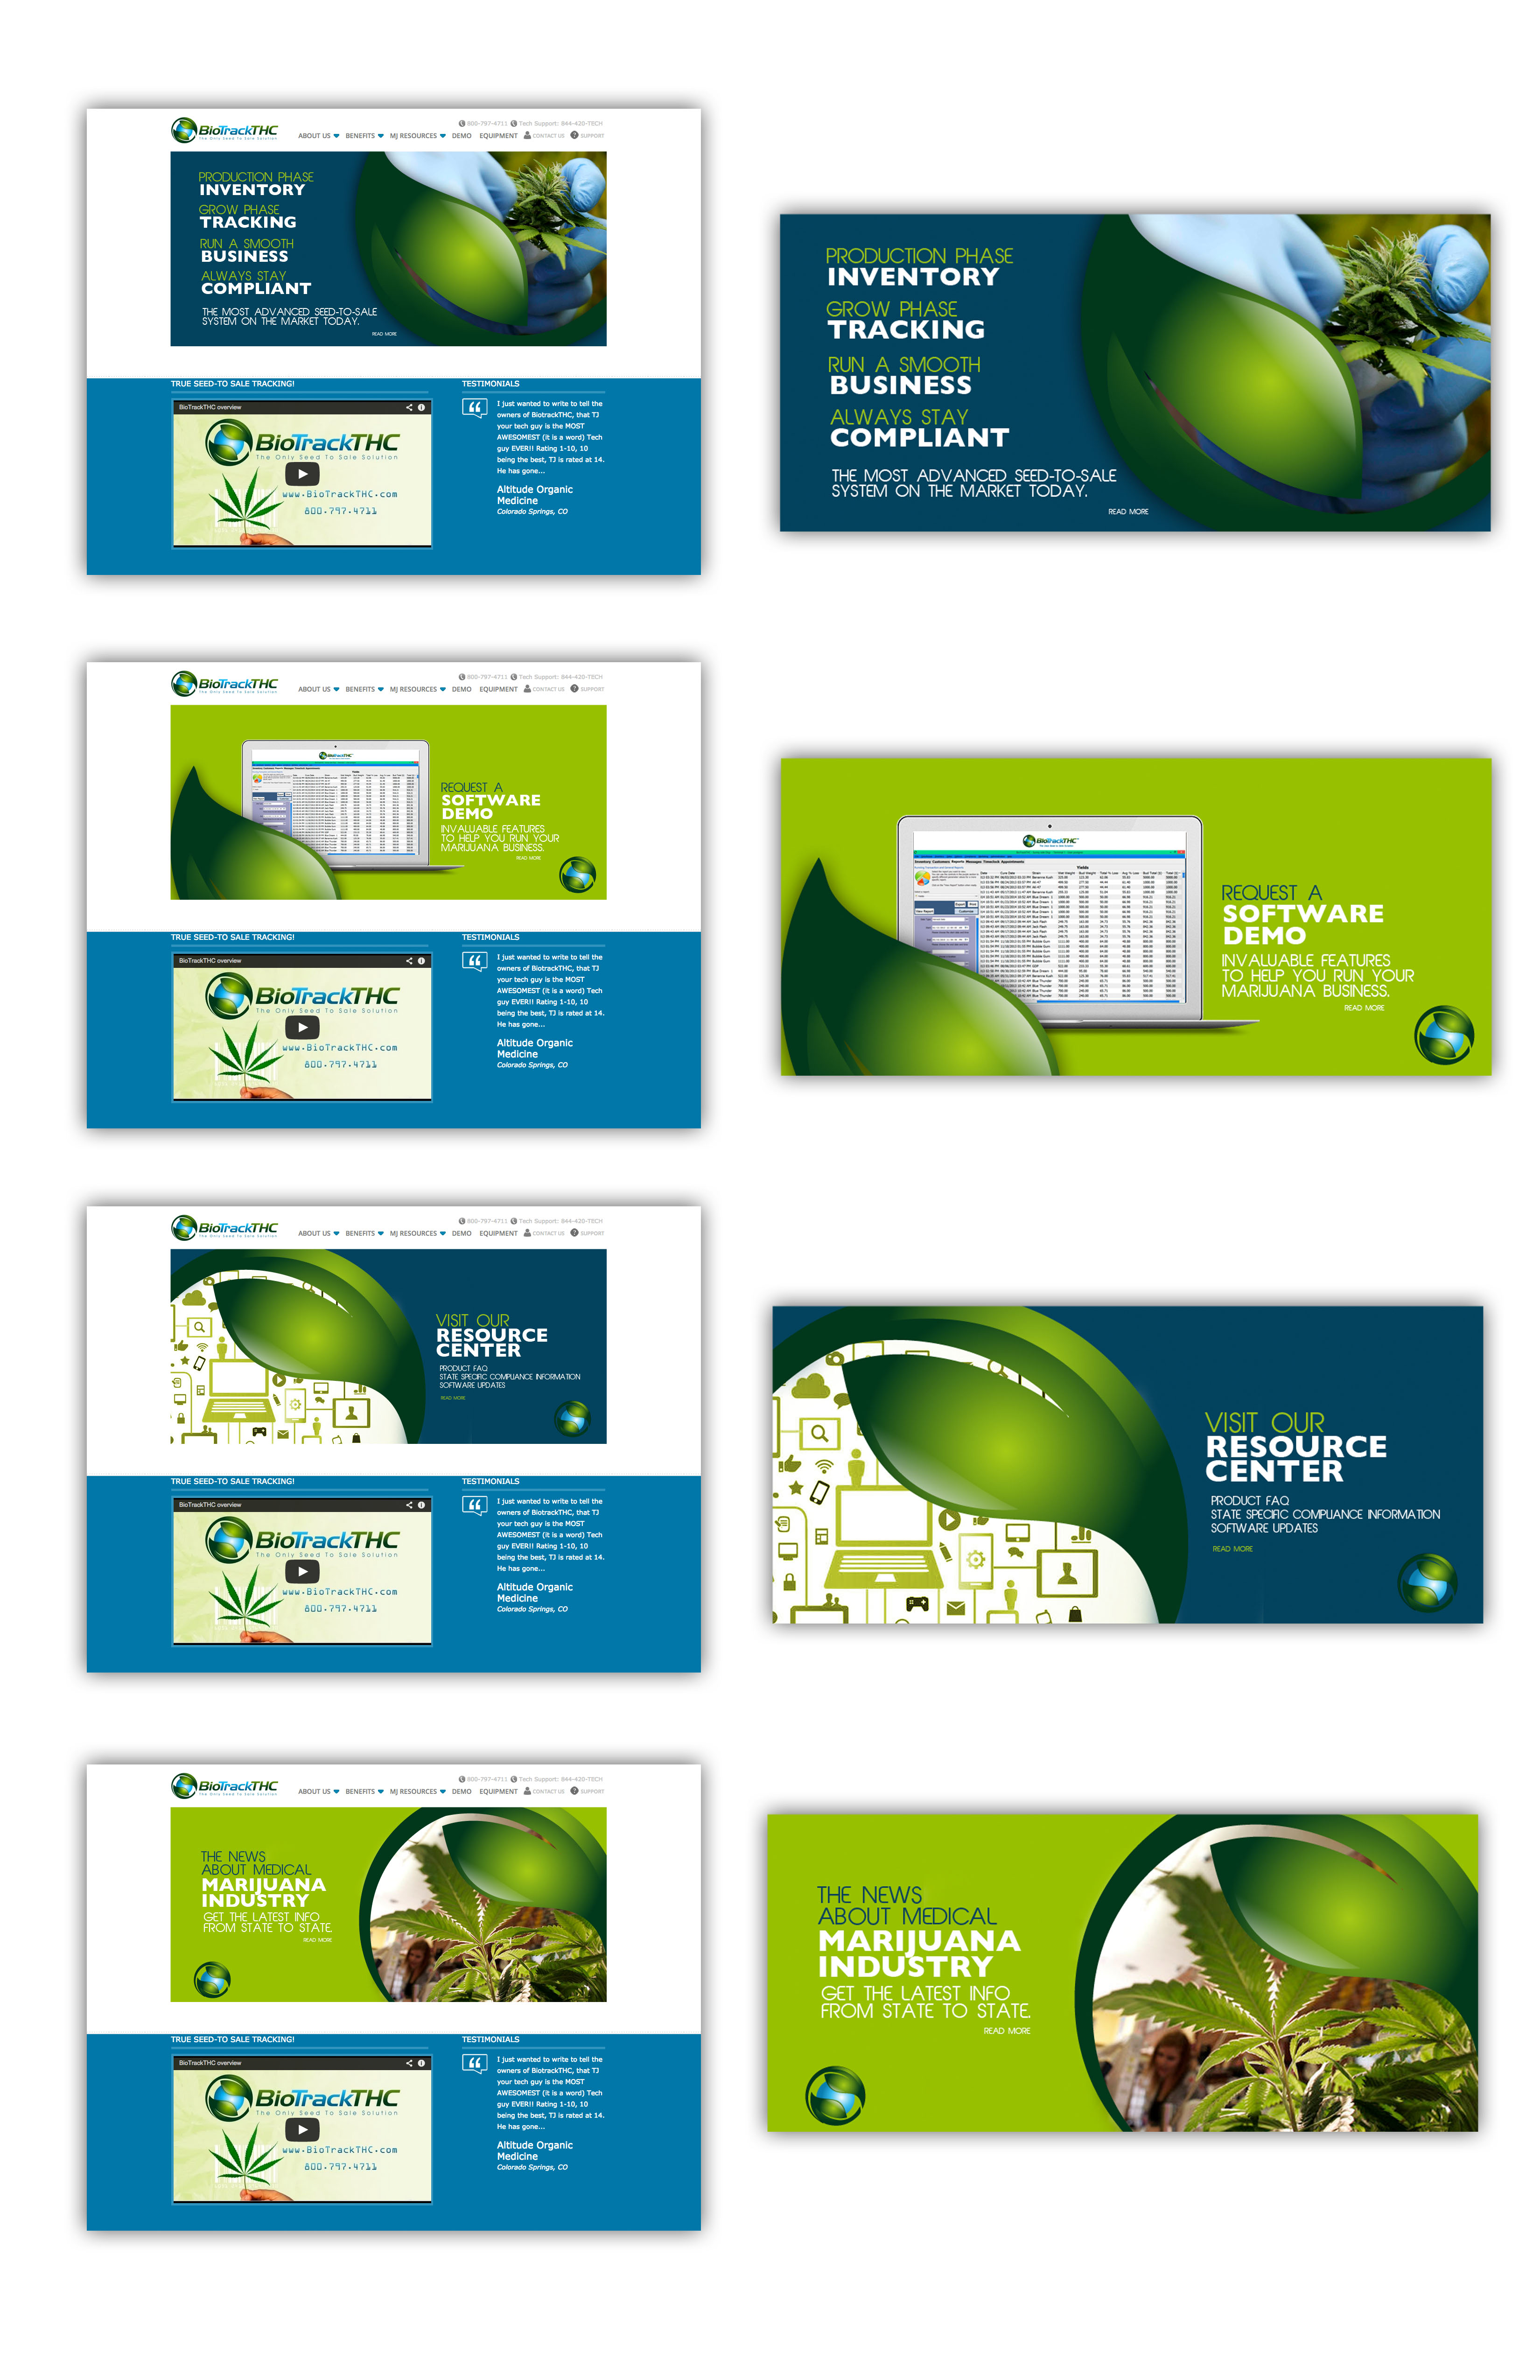 BioTrackTHC
The Only Seed To Sale Solution
800-797-4711 Tech Support: 844-420-TECH
ABOUT US BENEFITS MJ RESOURCES DEMO EQUIPMENT CONTACT US SUPPORT
PRODUCTION PHASE
INVENTORY
GROW PHASE
TRACKING
RUN A SMOOTH
BUSINESS
ALWAYS STAY
COMPLIANT
THE MOST ADVANCED SEED-TO-SALE
SYSTEM ON THE MARKET TODAY.
READ MORE
TRUE SEED-TO SALE TRACKING!
BioTrackTHC overview
BioTrackTHC
The Only Seed To Sale Solution
www.BioTrackTHC.com
800.797.4711
TESTIMONIALS
I just wanted to write to tell the
owners of BiotrackTHC, that TJ
your tech guy is the MOST
AWESOMEST (it is a word) Tech
guy EVER!! Rating 1-10, 10
being the best, TJ is rated at 14.
He has gone...
Altitude Organic
Medicine
Colorado Springs, CO
PRODUCTION PHASE
INVENTORY
GROW PHASE
TRACKING
RUN A SMOOTH
BUSINESS
ALWAYS STAY
COMPLIANT
THE MOST ADVANCED SEED-TO-SALE
SYSTEM ON THE MARKET TODAY.
READ MORE
BioTrackTHC
The Only Seed To Sale Solution
800-797-4711 Tech Support: 844-420-TECH
ABOUT US BENEFITS MJ RESOURCES DEMO EQUIPMENT CONTACT US SUPPORT
BioTrackTHC
REQUEST A
SOFTWARE
DEMO
INVALUABLE FEATURES
TO HELP YOU RUN YOUR
MARIJUANA BUSINESS.
READ MORE
TRUE SEED-TO SALE TRACKING!
BioTrackTHC overview
BioTrackTHC
The Only Seed To Sale Solution
www.BioTrackTHC.com
800.797.4711
TESTIMONIALS
I just wanted to write to tell the
owners of BiotrackTHC, that TJ
your tech guy is the MOST
AWESOMEST (it is a word) Tech
guy EVER!! Rating 1-10, 10
being the best, TJ is rated at 14.
He has gone...
Altitude Organic
Medicine
Colorado Springs, CO
BioTrackTHC
Inventory Customers Reports Managers Timeclock Appointments
Yields
REQUEST A
SOFTWARE
DEMO
INVALUABLE FEATURES
TO HELP YOU RUN YOUR
MARIJUANA BUSINESS.
READ MORE
BioTrackTHC
The Only Seed To Sale Solution
800-797-4711 Tech Support: 844-420-TECH
ABOUT US BENEFITS MJ RESOURCES DEMO EQUIPMENT CONTACT US SUPPORT
VISIT OUR
RESOURCE
CENTER
PRODUCT FAQ
STATE SPECIFIC COMPLIANCE INFORMATION
SOFTWARE UPDATES
READ MORE
TRUE SEED-TO SALE TRACKING!
BioTrackTHC overview
BioTrackTHC
The Only Seed To Sale Solution
www.BioTrackTHC.com
800.797.4711
TESTIMONIALS
I just wanted to write to tell the
owners of BiotrackTHC, that TJ
your tech guy is the MOST
AWESOMEST (it is a word) Tech
guy EVER!! Rating 1-10, 10
being the best, TJ is rated at 14.
He has gone...
Altitude Organic
Medicine
Colorado Springs, CO
VISIT OUR
RESOURCE
CENTER
PRODUCT FAQ
STATE SPECIFIC COMPLIANCE INFORMATION
SOFTWARE UPDATES
READ MORE
BioTrackTHC
The Only Seed To Sale Solution
800-797-4711 Tech Support: 844-420-TECH
ABOUT US BENEFITS MJ RESOURCES DEMO EQUIPMENT CONTACT US SUPPORT
THE NEWS
ABOUT MEDICAL
MARIJUANA
INDUSTRY
GET THE LATEST INFO
FROM STATE TO STATE.
READ MORE
TRUE SEED-TO SALE TRACKING!
BioTrackTHC overview
BioTrackTHC
The Only Seed To Sale Solution
www.BioTrackTHC.com
800.797.4711
TESTIMONIALS
I just wanted to write to tell the
owners of BiotrackTHC, that TJ
your tech guy is the MOST
AWESOMEST (it is a word) Tech
guy EVER!! Rating 1-10, 10
being the best, TJ is rated at 14.
He has gone...
Altitude Organic
Medicine
Colorado Springs, CO
THE NEWS
ABOUT MEDICAL
MARIJUANA
INDUSTRY
GET THE LATEST INFO
FROM STATE TO STATE.
READ MORE